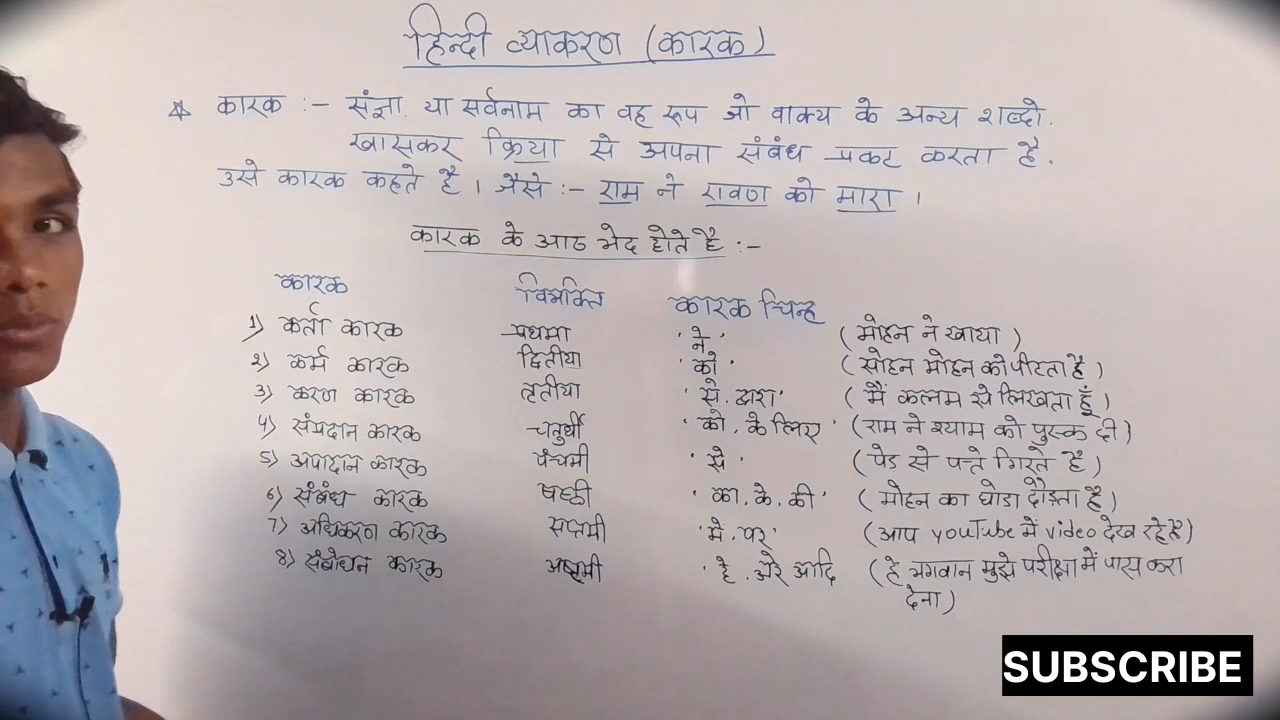 हिन्दी व्याकरण (कारक)
कारक :- संज्ञा या सर्वनाम का वह रूप जो वाक्य के अन्य शब्दो.
खासकर क्रिया से अपना संबंध प्रकट करता है.
उसे कारक कहते है । जैसे :- राम ने रावण को मारा ।
कारक के आठ भेद होते है :-
कारक विभक्ति कारक चिन्ह
1) कर्ता कारक प्रथमा 'ने' (मोहन ने खाया)
2) कर्म कारक द्वितीया 'को' (सोहन मोहन को पीटता है)
3) करण कारक तृतीया 'से. द्वारा' (मैं कलम से लिखता हूँ)
4) संप्रदान कारक चतुर्थी 'को. के लिए' (राम ने श्याम को पुस्क दी)
5) अपादान कारक पंचमी 'से' (पेड से पत्ते गिरते है)
6) संबंध कारक षष्ठी 'का. के. की' (मोहन का घोडा दौड़ता है)
7) अधिकरण कारक सप्तमी 'में. पर' (आप YouTube में video देख रहे है)
8) संबोधन कारक अष्टमी 'हे. अरे आदि (हे भगवान मुझे परीक्षा में पास करा
देना)
SUBSCRIBE